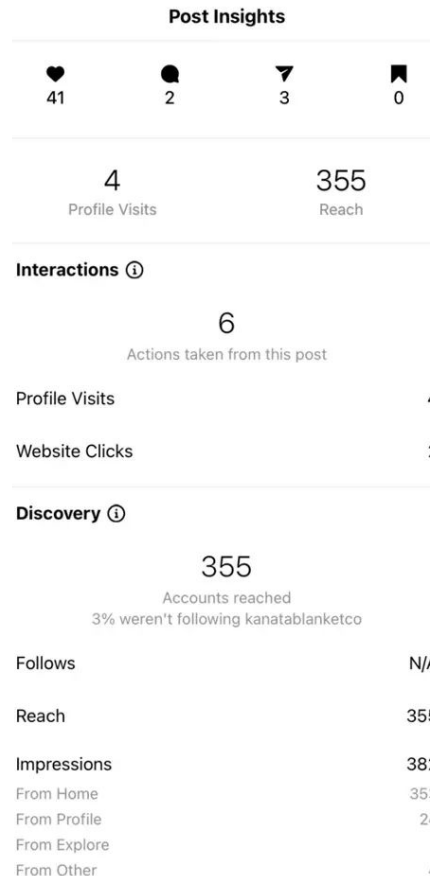 Post Insights
41 2 3 0
4 355
Profile Visits Reach
Interactions
6
Actions taken from this post
Profile Visits
Website Clicks
Discovery
355
Accounts reached
3% weren't following kanatablanketco
Follows N/A
Reach 355
Impressions
From Home
From Profile
From Explore
From Other